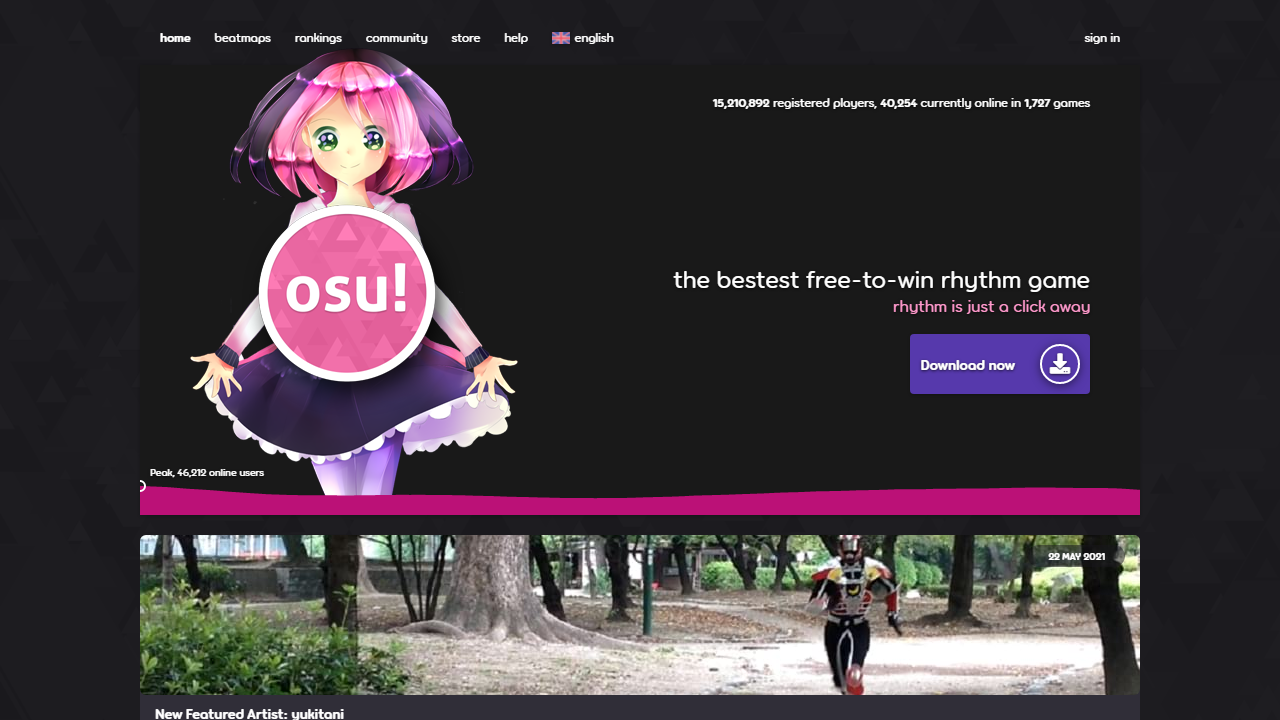 home beatmaps rankings community store help english sign in
15,210,892 registered players, 40,254 currently online in 1,727 games
osu!
the bestest free-to-win rhythm game
rhythm is just a click away
Download now
Peak, 46,212 online users
22 MAY 2021
New Featured Artist: yukitani